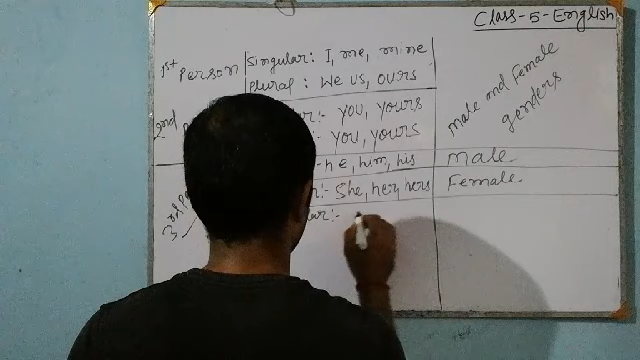 Class-5-English
1st Person
Singular: I, me, mine
Plural: We us, ours
2nd
:- you, yours
:- you, yours
Male and Female
genders
- he, him, his
Male.
3rd
:- She, her, hers
Female.
:-